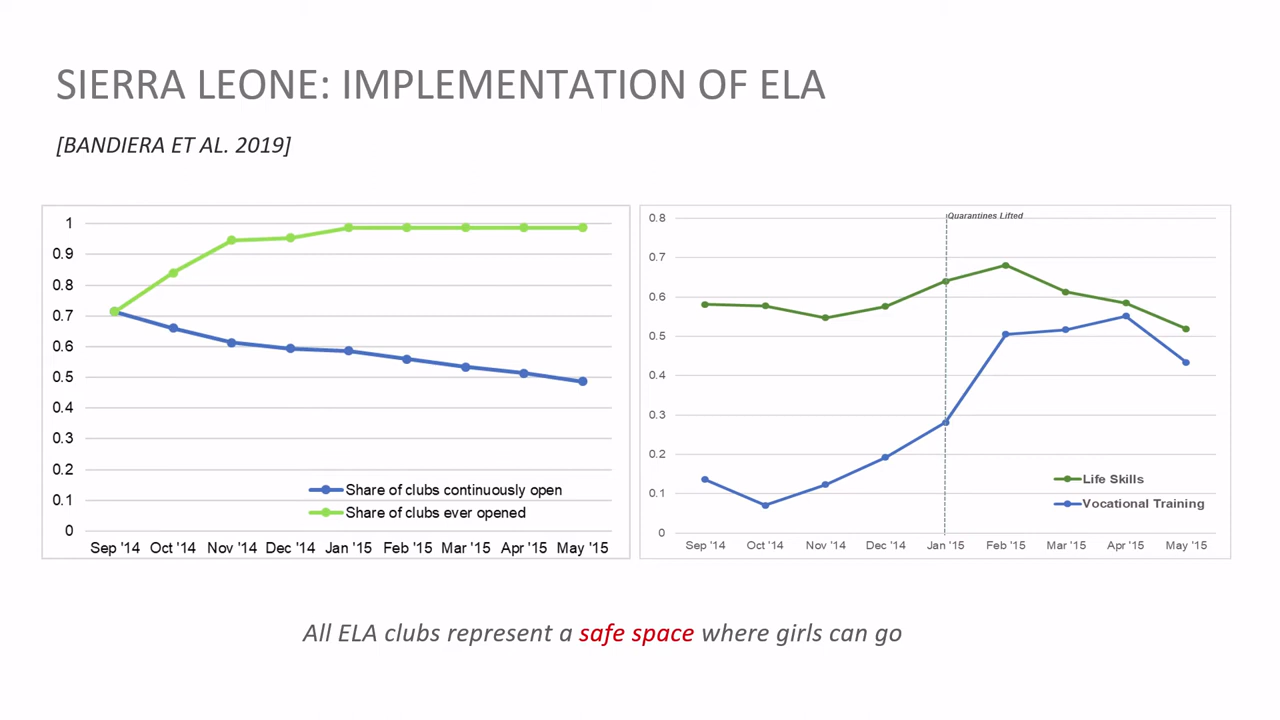 SIERRA LEONE: IMPLEMENTATION OF ELA
[BANDIERA ET AL. 2019]
1
0.9
0.8
0.7
0.6
0.5
0.4
0.3
0.2
0.1
0
Share of clubs continuously open
Share of clubs ever opened
Sep '14 Oct '14 Nov '14 Dec '14 Jan '15 Feb '15 Mar '15 Apr '15 May '15
Quarantines Lifted
0.8
0.7
0.6
0.5
0.4
0.3
0.2
0.1
0
Life Skills
Vocational Training
Sep '14 Oct '14 Nov '14 Dec '14 Jan '15 Feb '15 Mar '15 Apr '15 May '15
All ELA clubs represent a safe space where girls can go